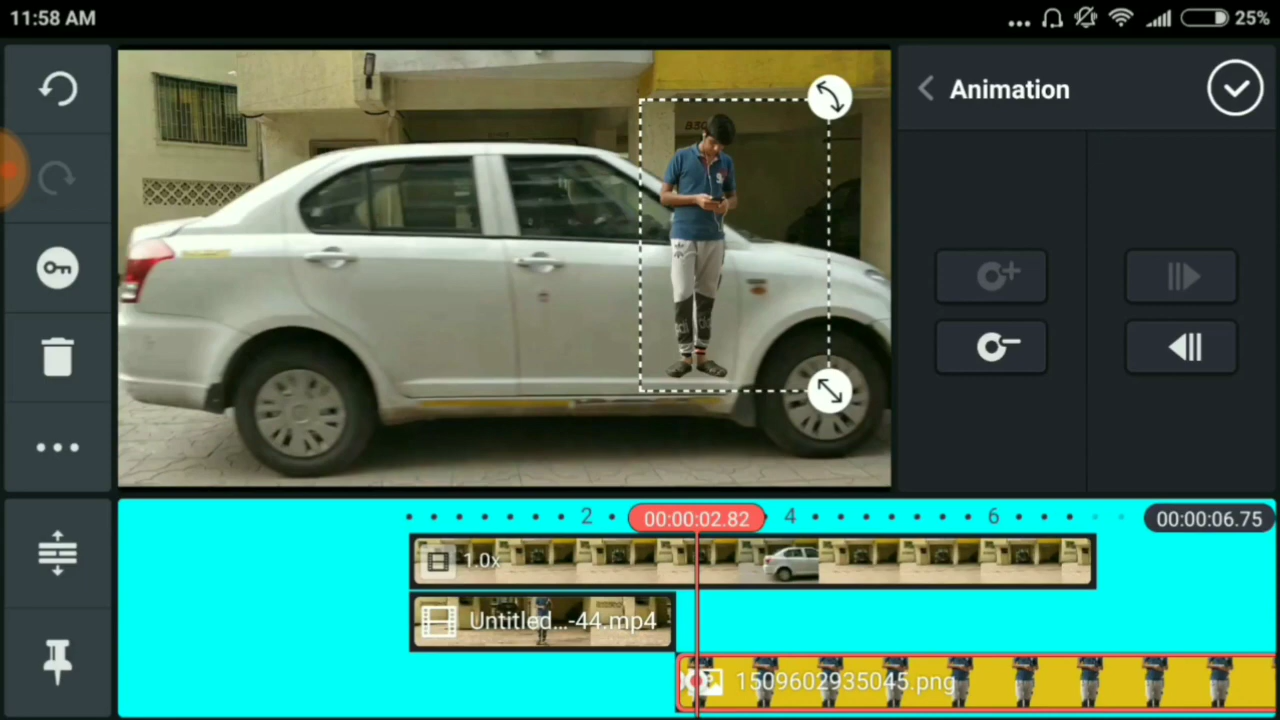 11:58 AM
25%
Animation
2
00:00:02.82
4
6
00:00:06.75
1.0x
Untitled...-44.mp4
1509602935045.png